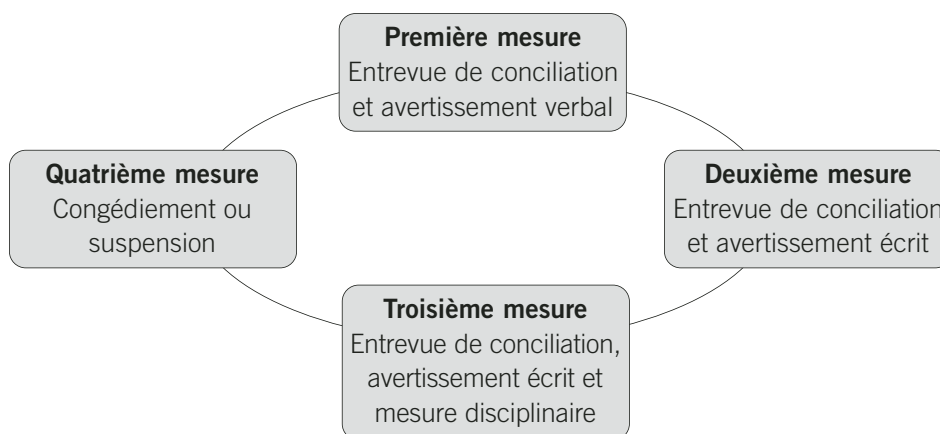 Première mesure
Entrevue de conciliation
et avertissement verbal
Deuxième mesure
Entrevue de conciliation
et avertissement écrit
Troisième mesure
Entrevue de conciliation,
avertissement écrit et
mesure disciplinaire
Quatrième mesure
Congédiement ou
suspension